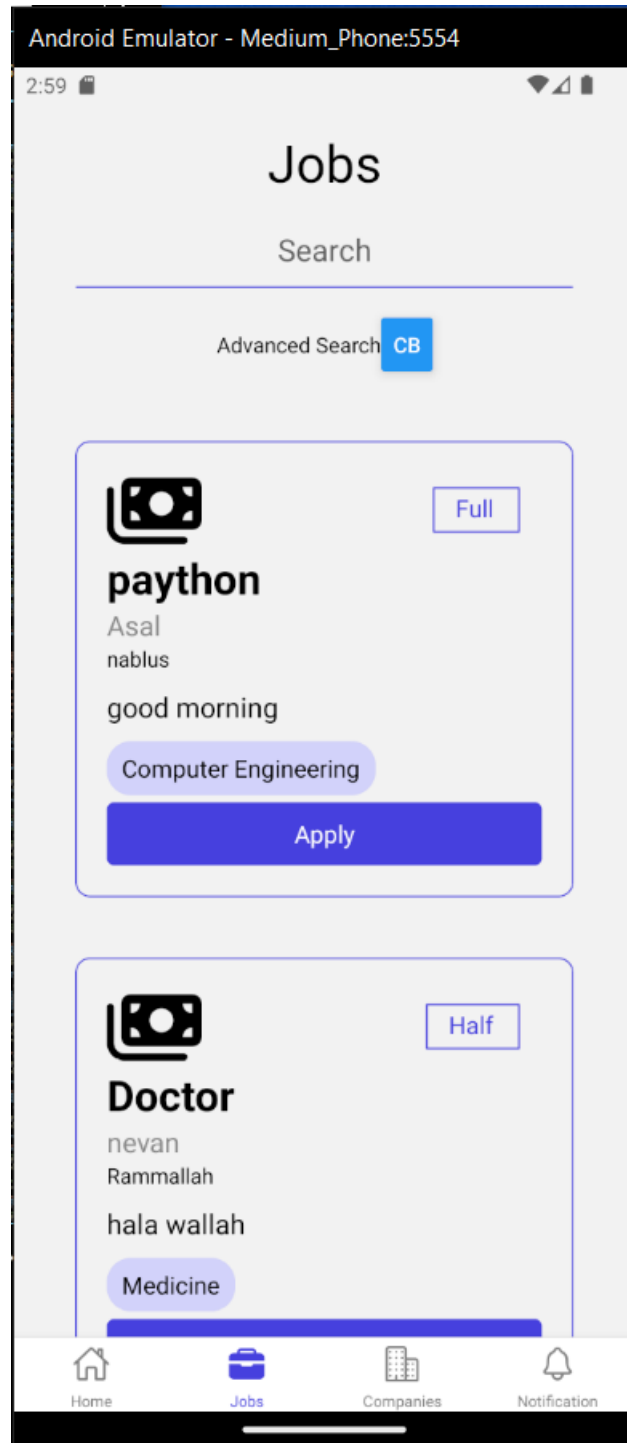 Android Emulator - Medium_Phone:5554
2:59
Jobs
Search
Advanced Search CB
Full
paython
Asal
nablus
good morning
Computer Engineering
Apply
Half
Doctor
nevan
Rammallah
hala wallah
Medicine
Home Jobs Companies Notification